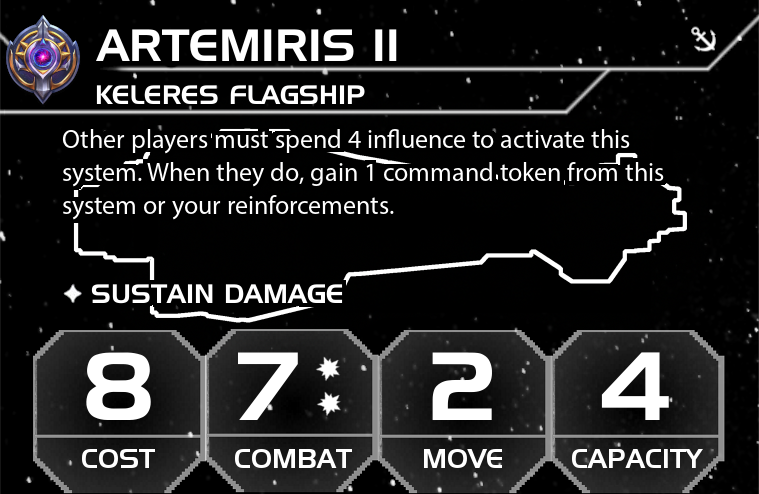 ARTEMIRIS II
KELERES FLAGSHIP
Other players must spend 4 influence to activate this
system. When they do, gain 1 command token from this
system or your reinforcements.
SUSTAIN DAMAGE
8 7 2 4
COST COMBAT MOVE CAPACITY